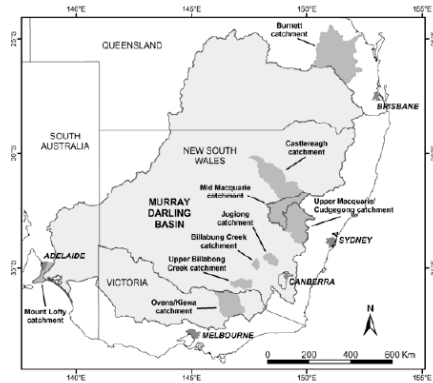 140°E
145°E
150°E
155°E
25°S
QUEENSLAND
Burnett
catchment
BRISBANE
SOUTH
AUSTRALIA
30°S
NEW SOUTH
WALES
Castlereagh
catchment
Mid Macquarie
catchment
MURRAY
DARLING
BASIN
Jugiong
catchment
Upper Macquarie/
Cudgegong catchment
Billabung Creek
catchment
SYDNEY
Upper Billabong
Creek catchment
ADELAIDE
35°S
CANBERRA
VICTORIA
Ovens/Kiewa
catchment
Mount Lofty
catchment
MELBOURNE
N
0 200 400 600 Km
140°E
145°E
150°E
155°E